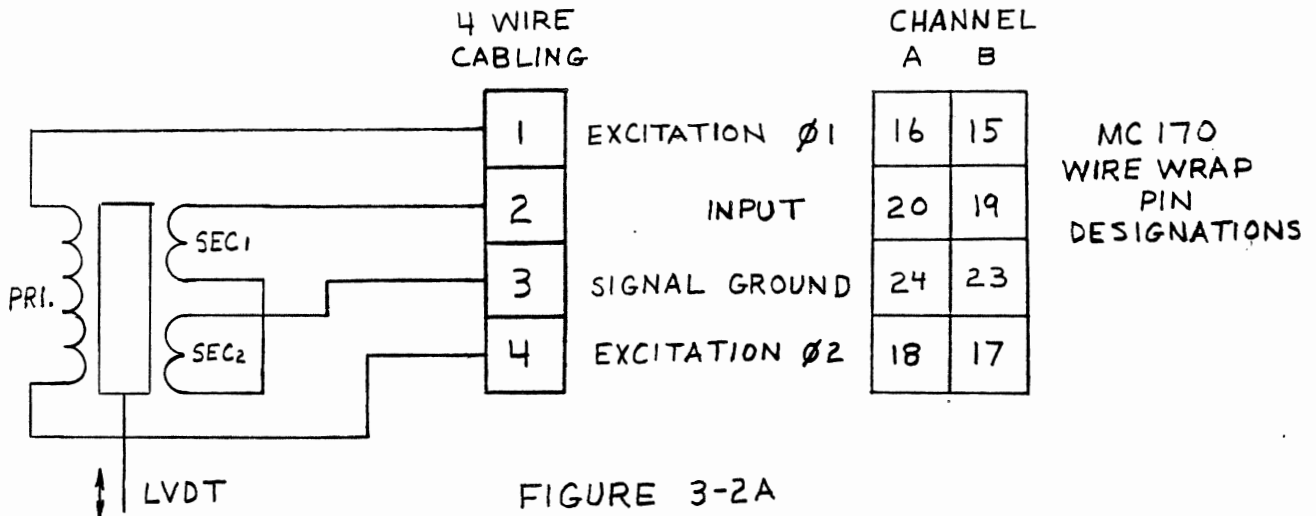 4 WIRE
CABLING
CHANNEL
A B
1 EXCITATION Ø1 16 15
2 INPUT 20 19
3 SIGNAL GROUND 24 23
4 EXCITATION Ø2 18 17
MC 170
WIRE WRAP
PIN
DESIGNATIONS
PRI.
SEC1
SEC2
LVDT
FIGURE 3-2A